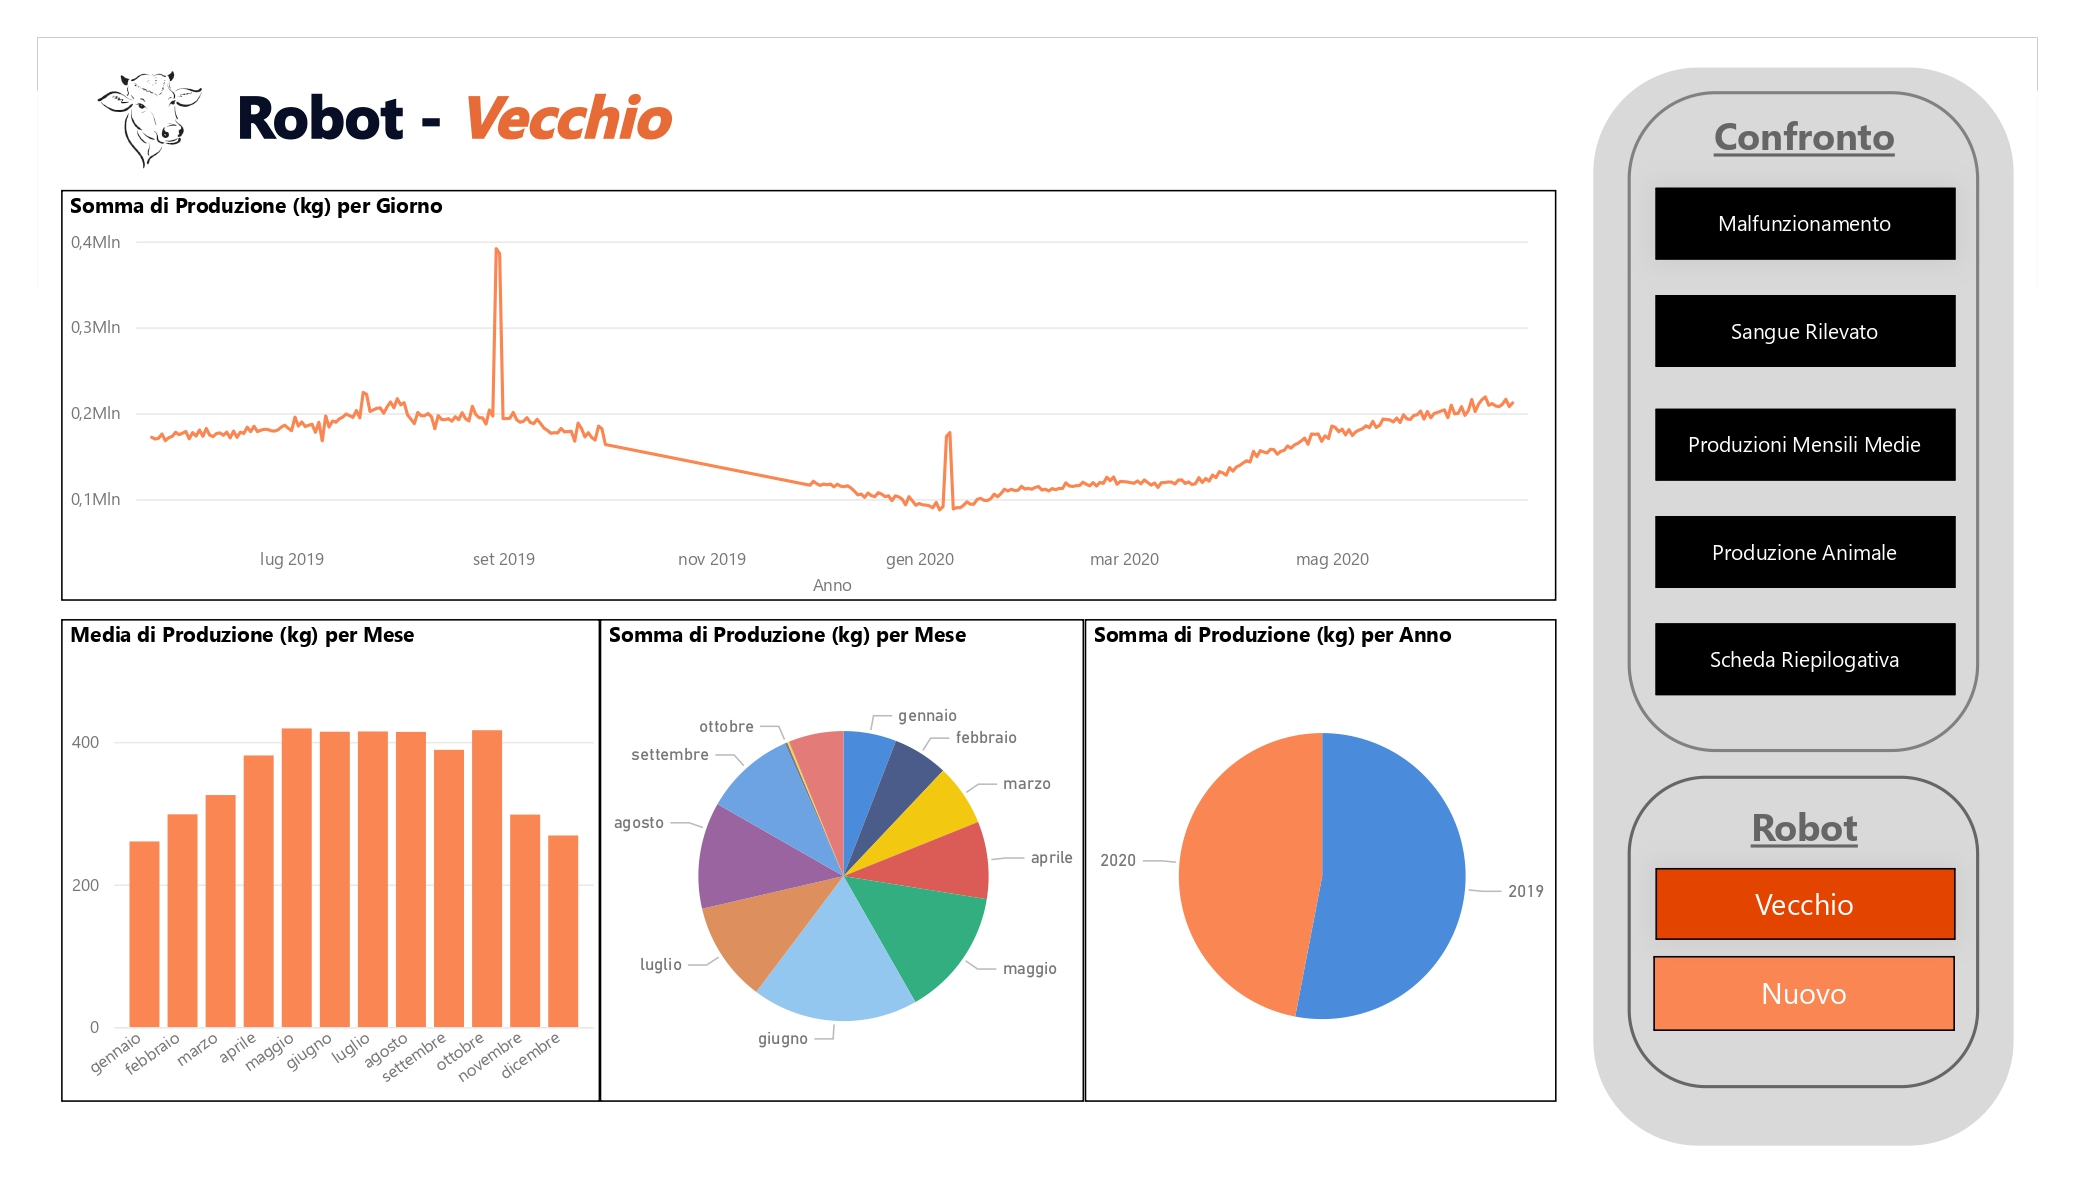 Robot - Vecchio
Somma di Produzione (kg) per Giorno
0,4Mln
0,3Mln
0,2Mln
0,1Mln
lug 2019
set 2019
nov 2019
gen 2020
mar 2020
mag 2020
Anno
Media di Produzione (kg) per Mese
400
200
0
gennaio
febbraio
marzo
aprile
maggio
giugno
luglio
agosto
settembre
ottobre
novembre
dicembre
Somma di Produzione (kg) per Mese
gennaio
febbraio
marzo
aprile
maggio
giugno
luglio
agosto
settembre
ottobre
Somma di Produzione (kg) per Anno
2020
2019
Confronto
Malfunzionamento
Sangue Rilevato
Produzioni Mensili Medie
Produzione Animale
Scheda Riepilogativa
Robot
Vecchio
Nuovo